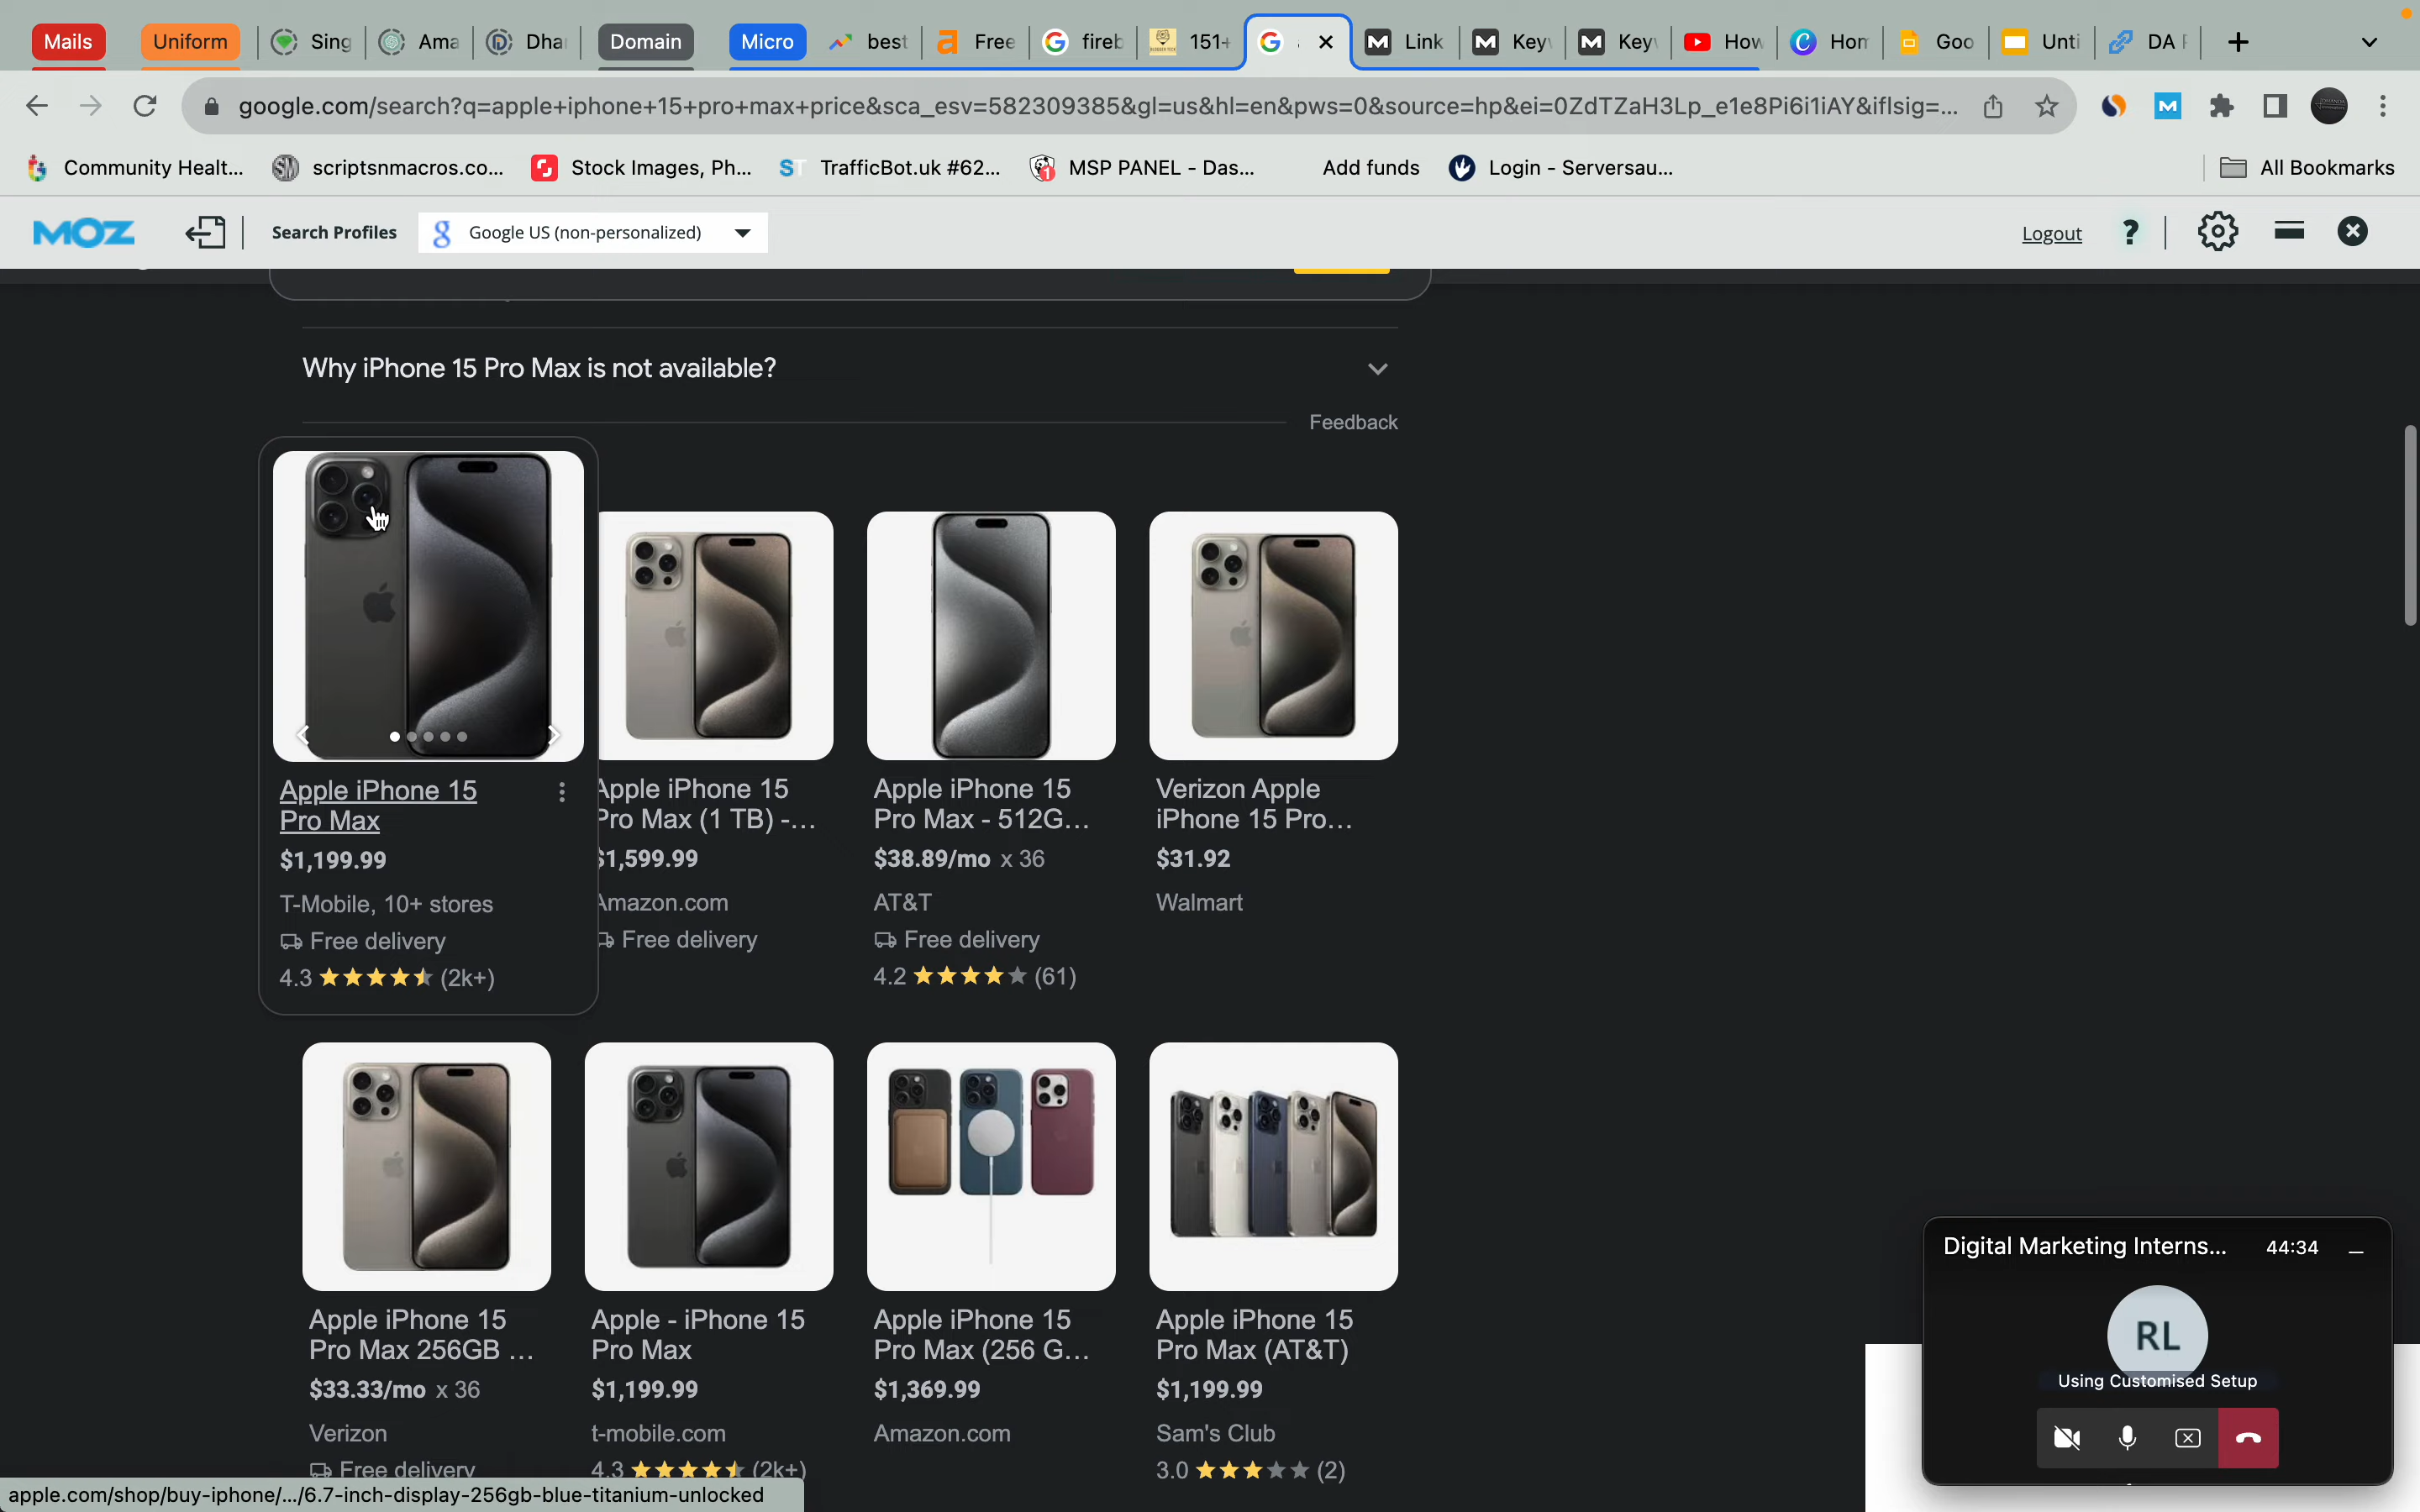 Mails
Uniform
Sing
Ama
Dha
Domain
Micro
best
Free
fireb
151+
Link
Key
Key
How
Hom
Goo
Unti
DA
google.com/search?q=apple+iphone+15+pro+max+price&sca_esv=582309385&gl=us&hl=en&pws=0&source=hp&ei=0ZdTZaH3Lp_e1e8Pi6i1iAY&iflsig=...
Community Healt...
scriptsnmacros.co...
Stock Images, Ph...
TrafficBot.uk #62...
MSP PANEL - Das...
Add funds
Login - Serversau...
All Bookmarks
MOZ
Search Profiles
Google US (non-personalized)
Logout
?
Why iPhone 15 Pro Max is not available?
Feedback
Apple iPhone 15
Pro Max
$1,199.99
T-Mobile, 10+ stores
Free delivery
4.3 (2k+)
Apple iPhone 15
Pro Max (1 TB) -...
$1,599.99
Amazon.com
Free delivery
Apple iPhone 15
Pro Max - 512G...
$38.89/mo x 36
AT&T
Free delivery
4.2 (61)
Verizon Apple
iPhone 15 Pro...
$31.92
Walmart
Apple iPhone 15
Pro Max 256GB ...
$33.33/mo x 36
Verizon
Free delivery
Apple - iPhone 15
Pro Max
$1,199.99
t-mobile.com
4.3 (2k+)
Apple iPhone 15
Pro Max (256 G...
$1,369.99
Amazon.com
Apple iPhone 15
Pro Max (AT&T)
$1,199.99
Sam's Club
3.0 (2)
Digital Marketing Interns...
44:34
RL
Using Customised Setup
apple.com/shop/buy-iphone/.../6.7-inch-display-256gb-blue-titanium-unlocked